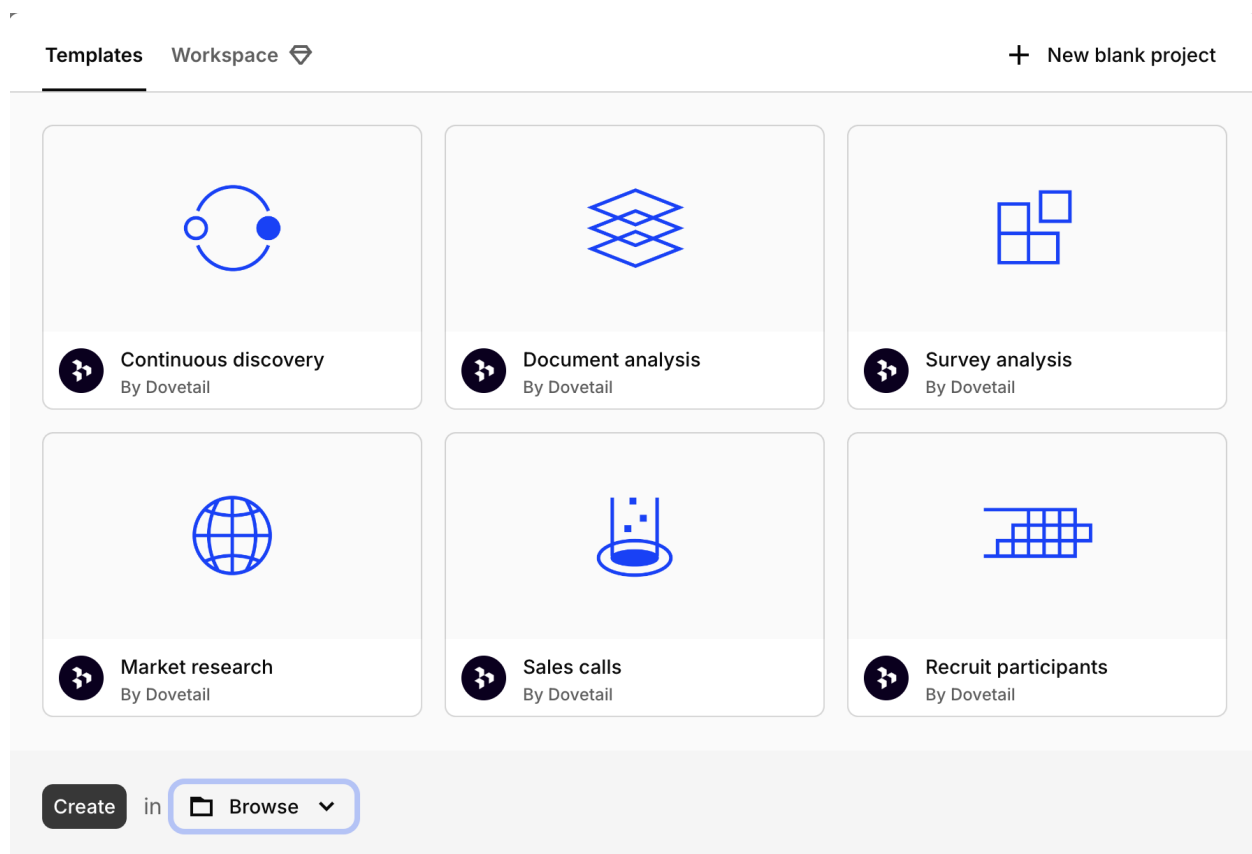 Templates
Workspace
New blank project
Continuous discovery
By Dovetail
Document analysis
By Dovetail
Survey analysis
By Dovetail
Market research
By Dovetail
Sales calls
By Dovetail
Recruit participants
By Dovetail
Create in Browse